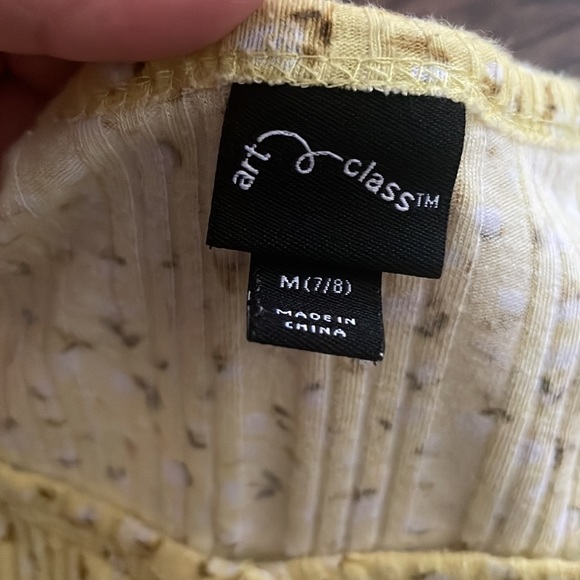 art class™
M (7/8)
MADE IN
CHINA